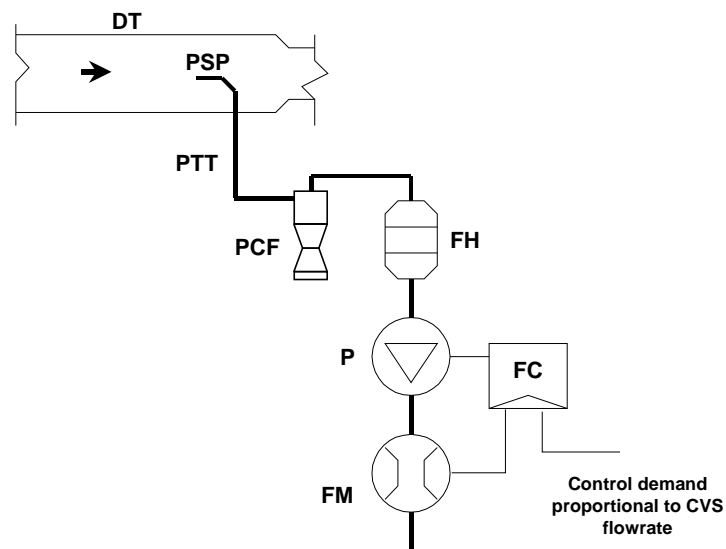 DT
PSP
PTT
PCF
FH
P
FC
FM
Control demand
proportional to CVS
flowrate